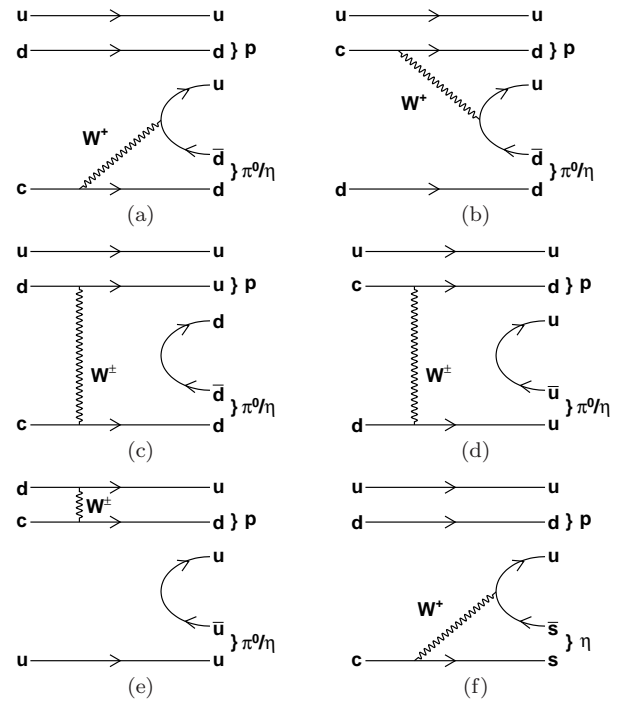 u u
d d } p
u
W⁺
d̅
} π⁰/η
c d
(a)
u u
c d } p
u
W⁺
d̅
} π⁰/η
d d
(b)
u u
d u } p
d
W±
d̅
} π⁰/η
c d
(c)
u u
c d } p
u
W±
u̅
} π⁰/η
d u
(d)
d u
W±
c d } p
u
u̅
} π⁰/η
u u
(e)
u u
d d } p
u
W⁺
s̅
} η
c s
(f)